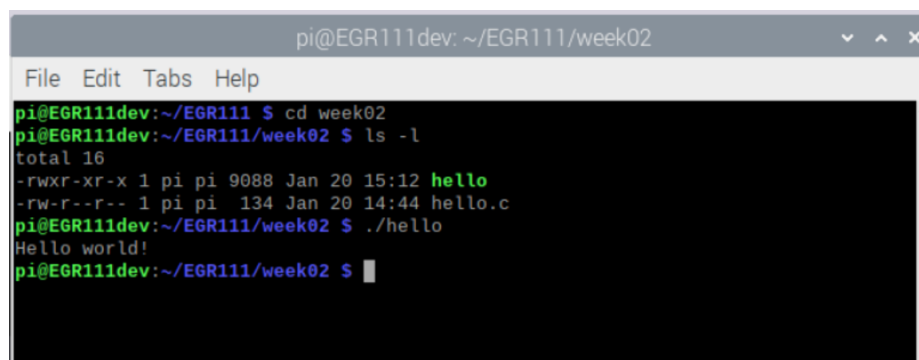 pi@EGR111dev: ~/EGR111/week02
File Edit Tabs Help
pi@EGR111dev:~/EGR111 $ cd week02
pi@EGR111dev:~/EGR111/week02 $ ls -l
total 16
-rwxr-xr-x 1 pi pi 9088 Jan 20 15:12 hello
-rw-r--r-- 1 pi pi  134 Jan 20 14:44 hello.c
pi@EGR111dev:~/EGR111/week02 $ ./hello
Hello world!
pi@EGR111dev:~/EGR111/week02 $